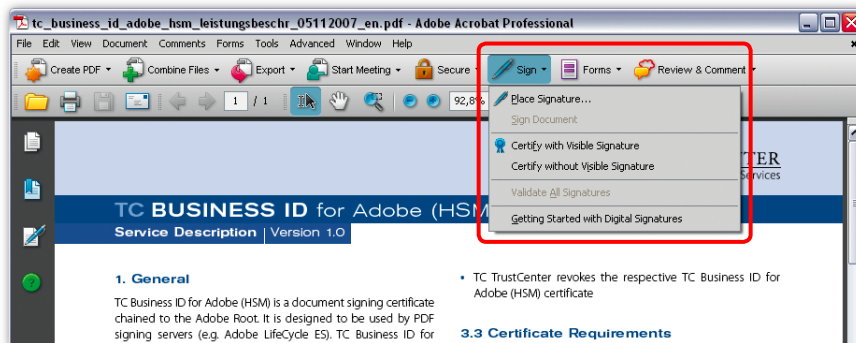 tc_business_id_adobe_hsm_leistungsbeschr_05112007_en.pdf - Adobe Acrobat Professional
File Edit View Document Comments Forms Tools Advanced Window Help
Create PDF Combine Files Export Start Meeting Secure Sign Forms Review & Comment
1 / 1 92,8%
Place Signature...
Sign Document
Certify with Visible Signature
Certify without Visible Signature
Validate All Signatures
Getting Started with Digital Signatures
TER
Services
TC BUSINESS ID for Adobe (HSM
Service Description | Version 1.0
1. General
TC Business ID for Adobe (HSM) is a document signing certificate
chained to the Adobe Root. It is designed to be used by PDF
signing servers (e.g. Adobe LifeCycle ES). TC Business ID for
• TC TrustCenter revokes the respective TC Business ID for
Adobe (HSM) certificate
3.3 Certificate Requirements